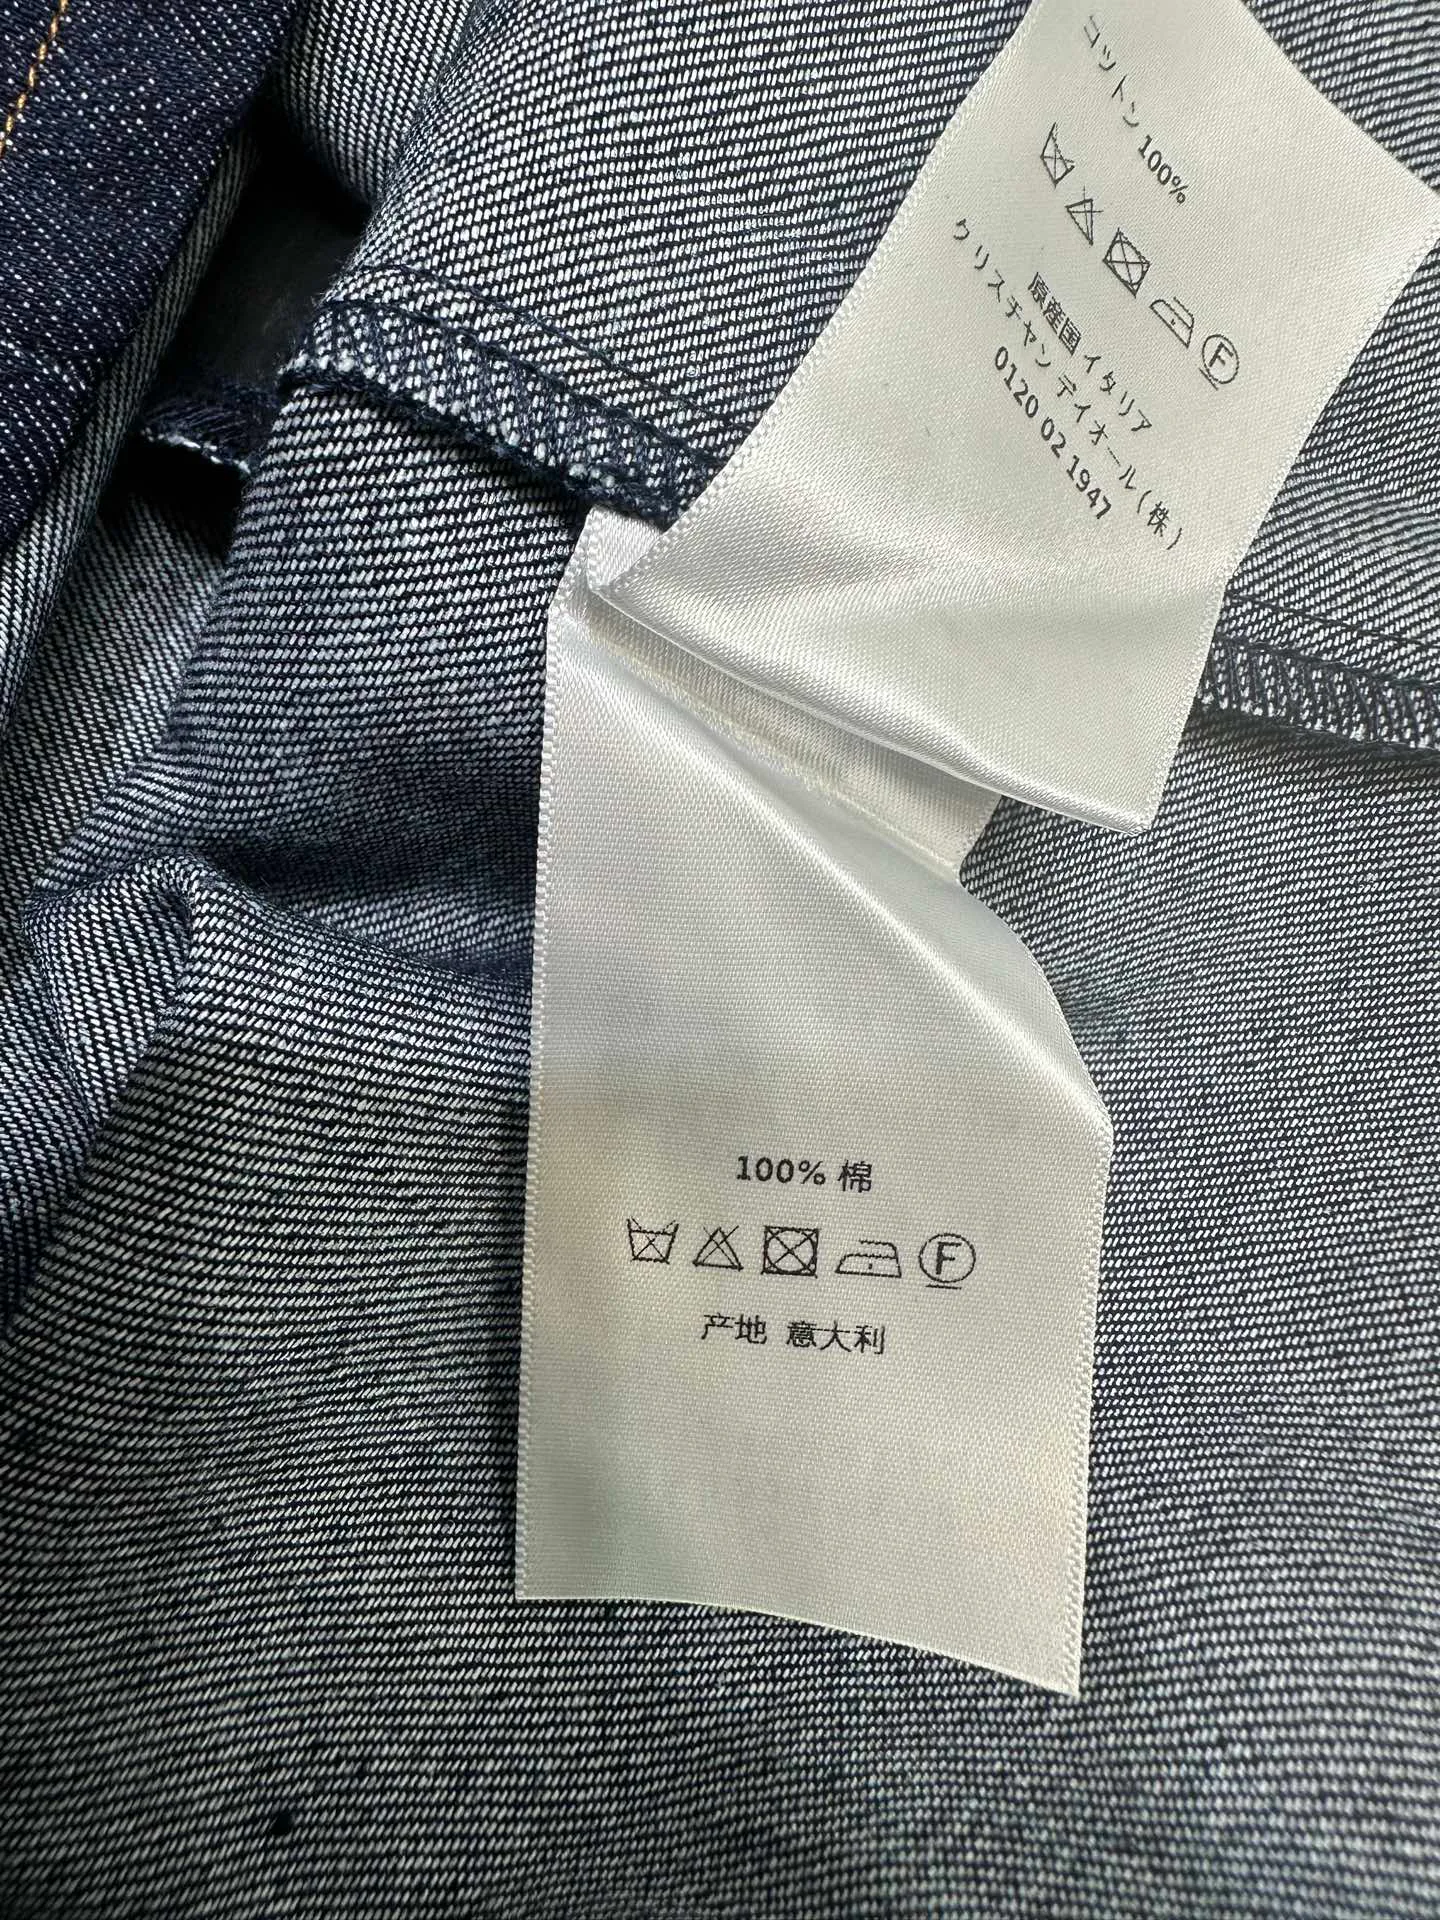 コットン 100%
F
原産国 イタリア
クリスチャン ディオール(株)
0120 02 1947
100% 棉
F
产地 意大利